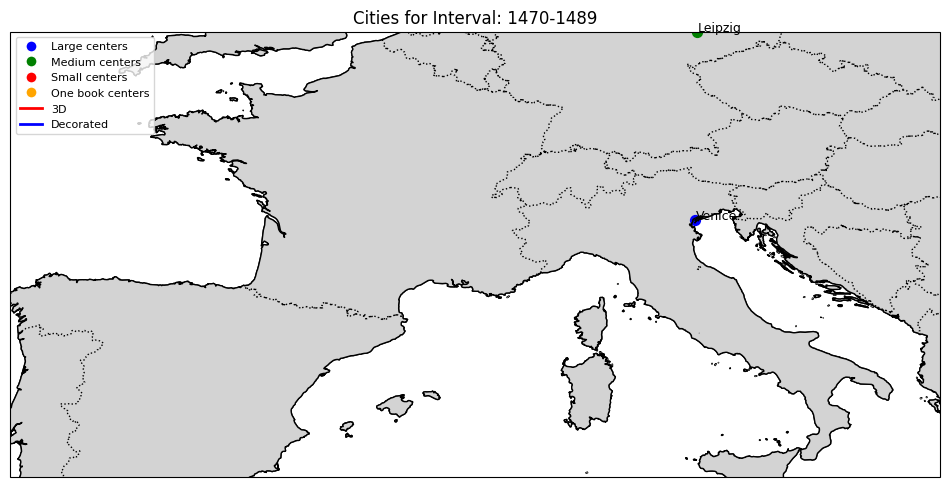 Cities for Interval: 1470-1489
Leipzig
Large centers
Medium centers
Small centers
One book centers
3D
Decorated
Venice